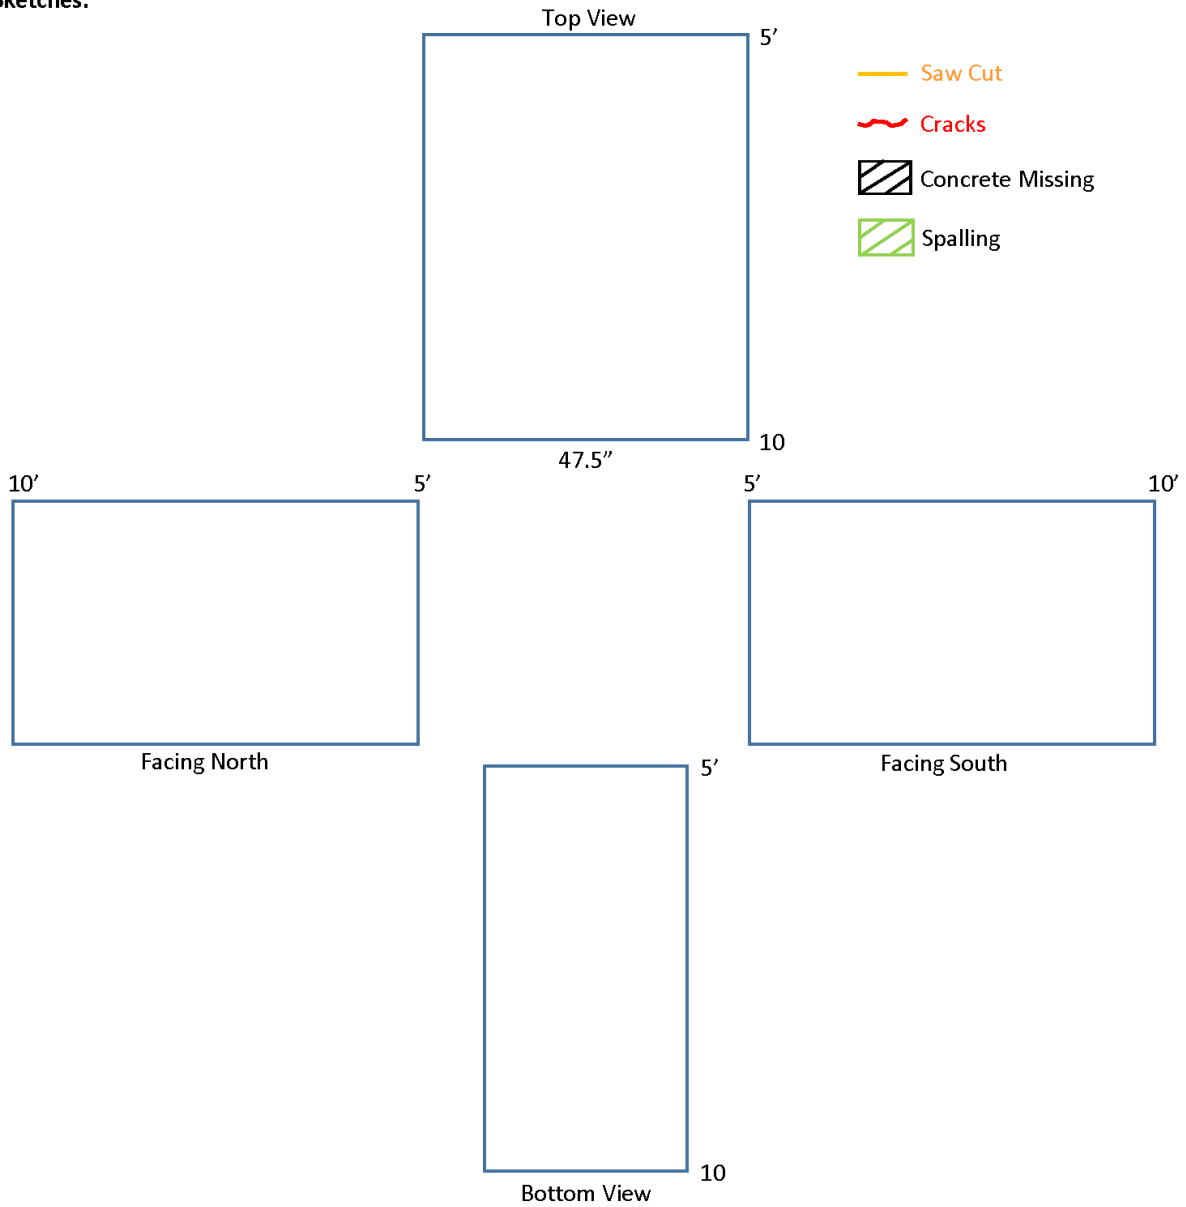 Sketches:
Top View
5’
Saw Cut
Cracks
Concrete Missing
Spalling
10
47.5”
10’ 5’ 5’ 10’
Facing North
Facing South
5’
10
Bottom View